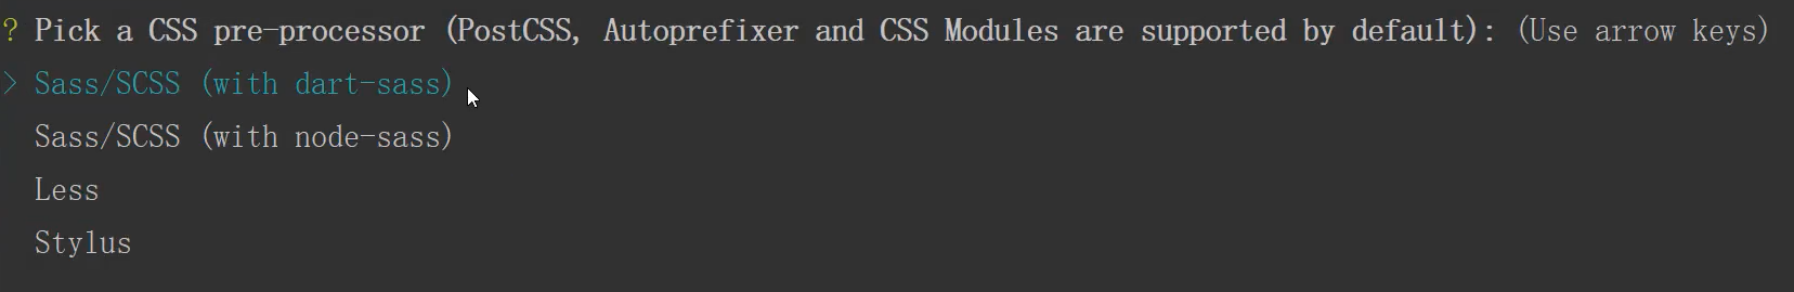 ? Pick a CSS pre-processor (PostCSS, Autoprefixer and CSS Modules are supported by default): (Use arrow keys)
> Sass/SCSS (with dart-sass)
Sass/SCSS (with node-sass)
Less
Stylus